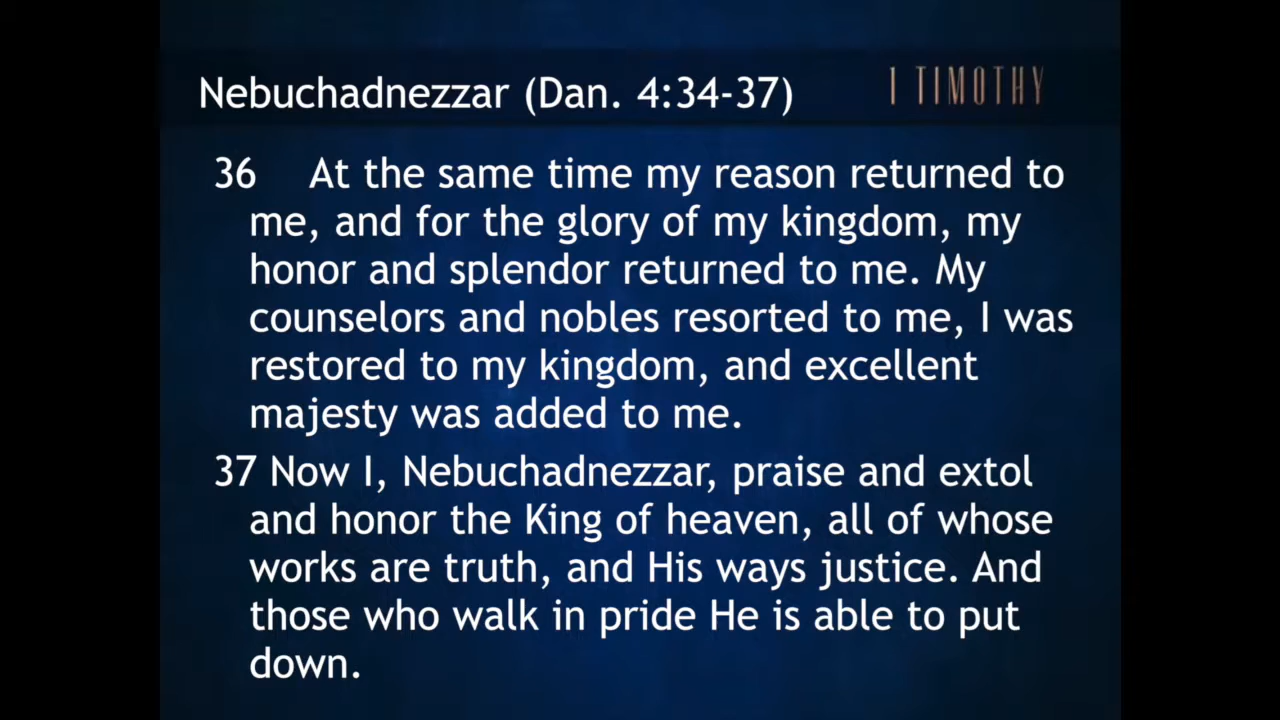 Nebuchadnezzar (Dan. 4:34-37)
1 TIMOTHY
36 At the same time my reason returned to
me, and for the glory of my kingdom, my
honor and splendor returned to me. My
counselors and nobles resorted to me, I was
restored to my kingdom, and excellent
majesty was added to me.
37 Now I, Nebuchadnezzar, praise and extol
and honor the King of heaven, all of whose
works are truth, and His ways justice. And
those who walk in pride He is able to put
down.